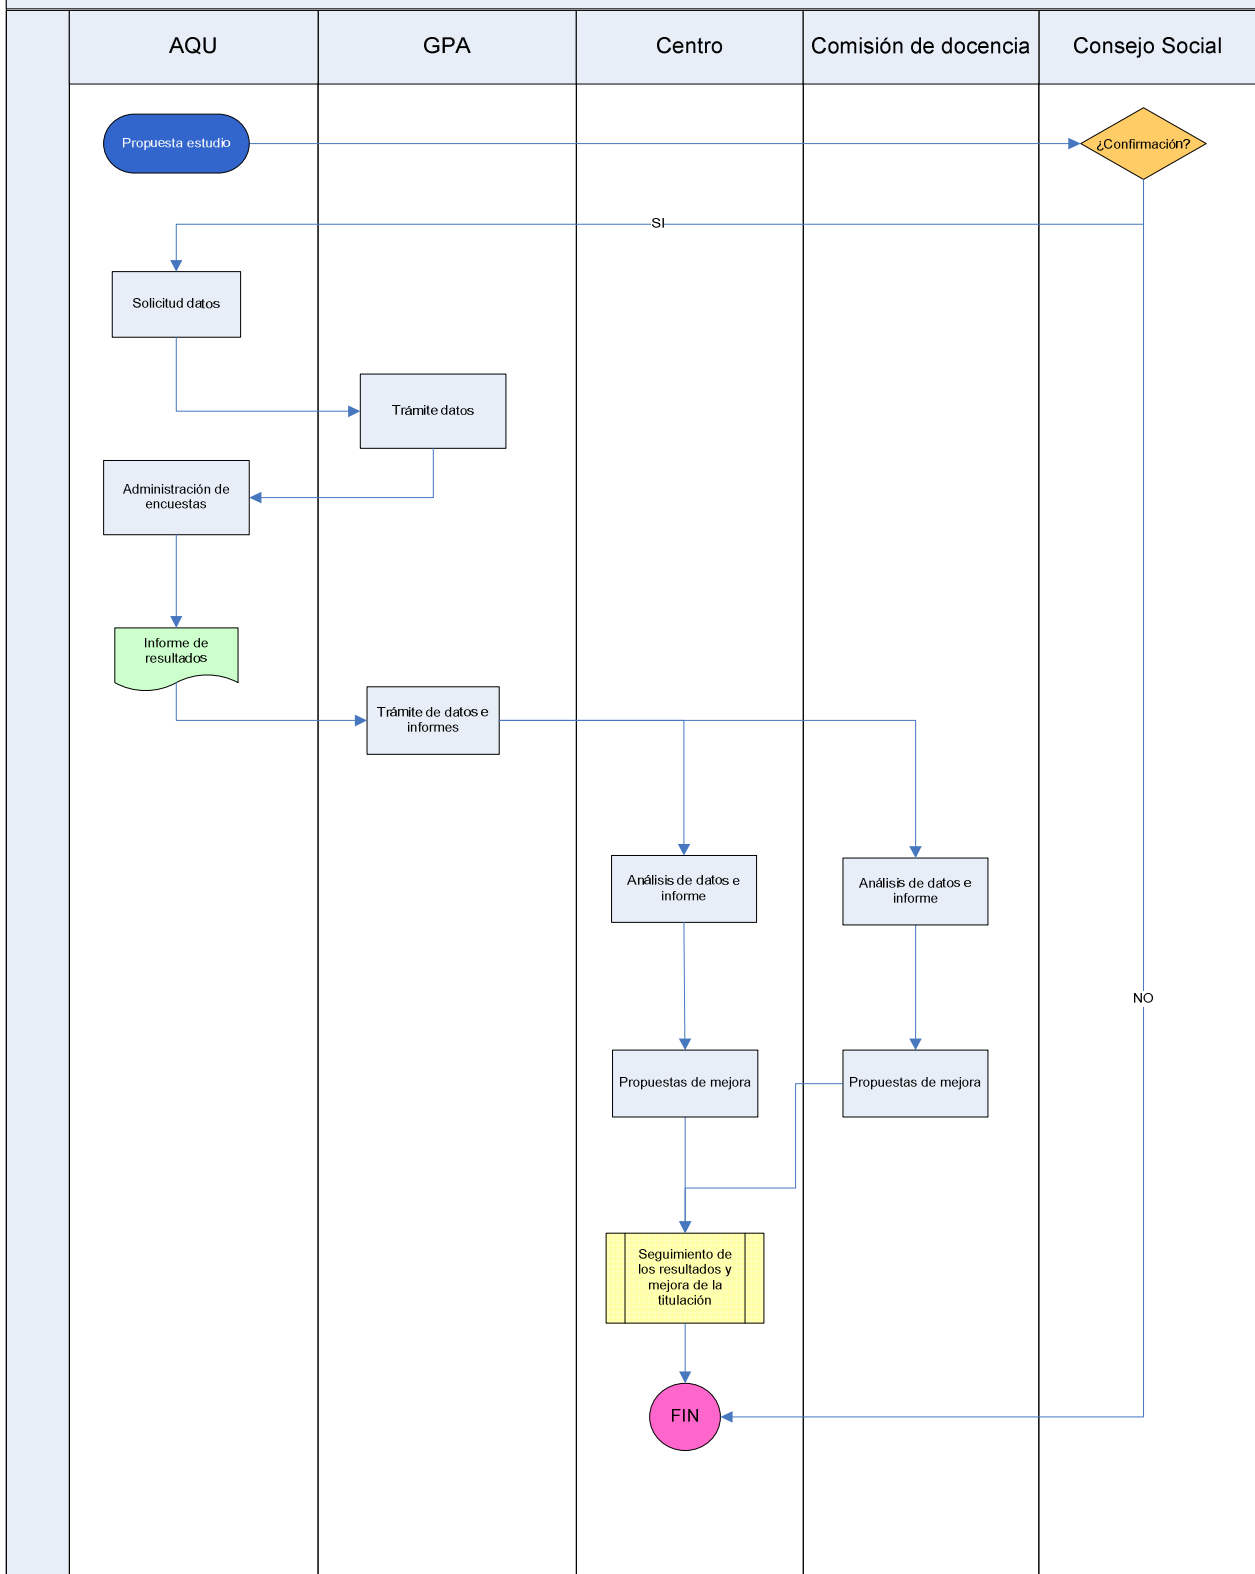 AQU
GPA
Centro
Comisión de docencia
Consejo Social
Propuesta estudio
¿Confirmación?
SI
Solicitud datos
Trámite datos
Administración de
encuestas
Informe de
resultados
Trámite de datos e
informes
Análisis de datos e
informe
Análisis de datos e
informe
NO
Propuestas de mejora
Propuestas de mejora
Seguimiento de
los resultados y
mejora de la
titulación
FIN